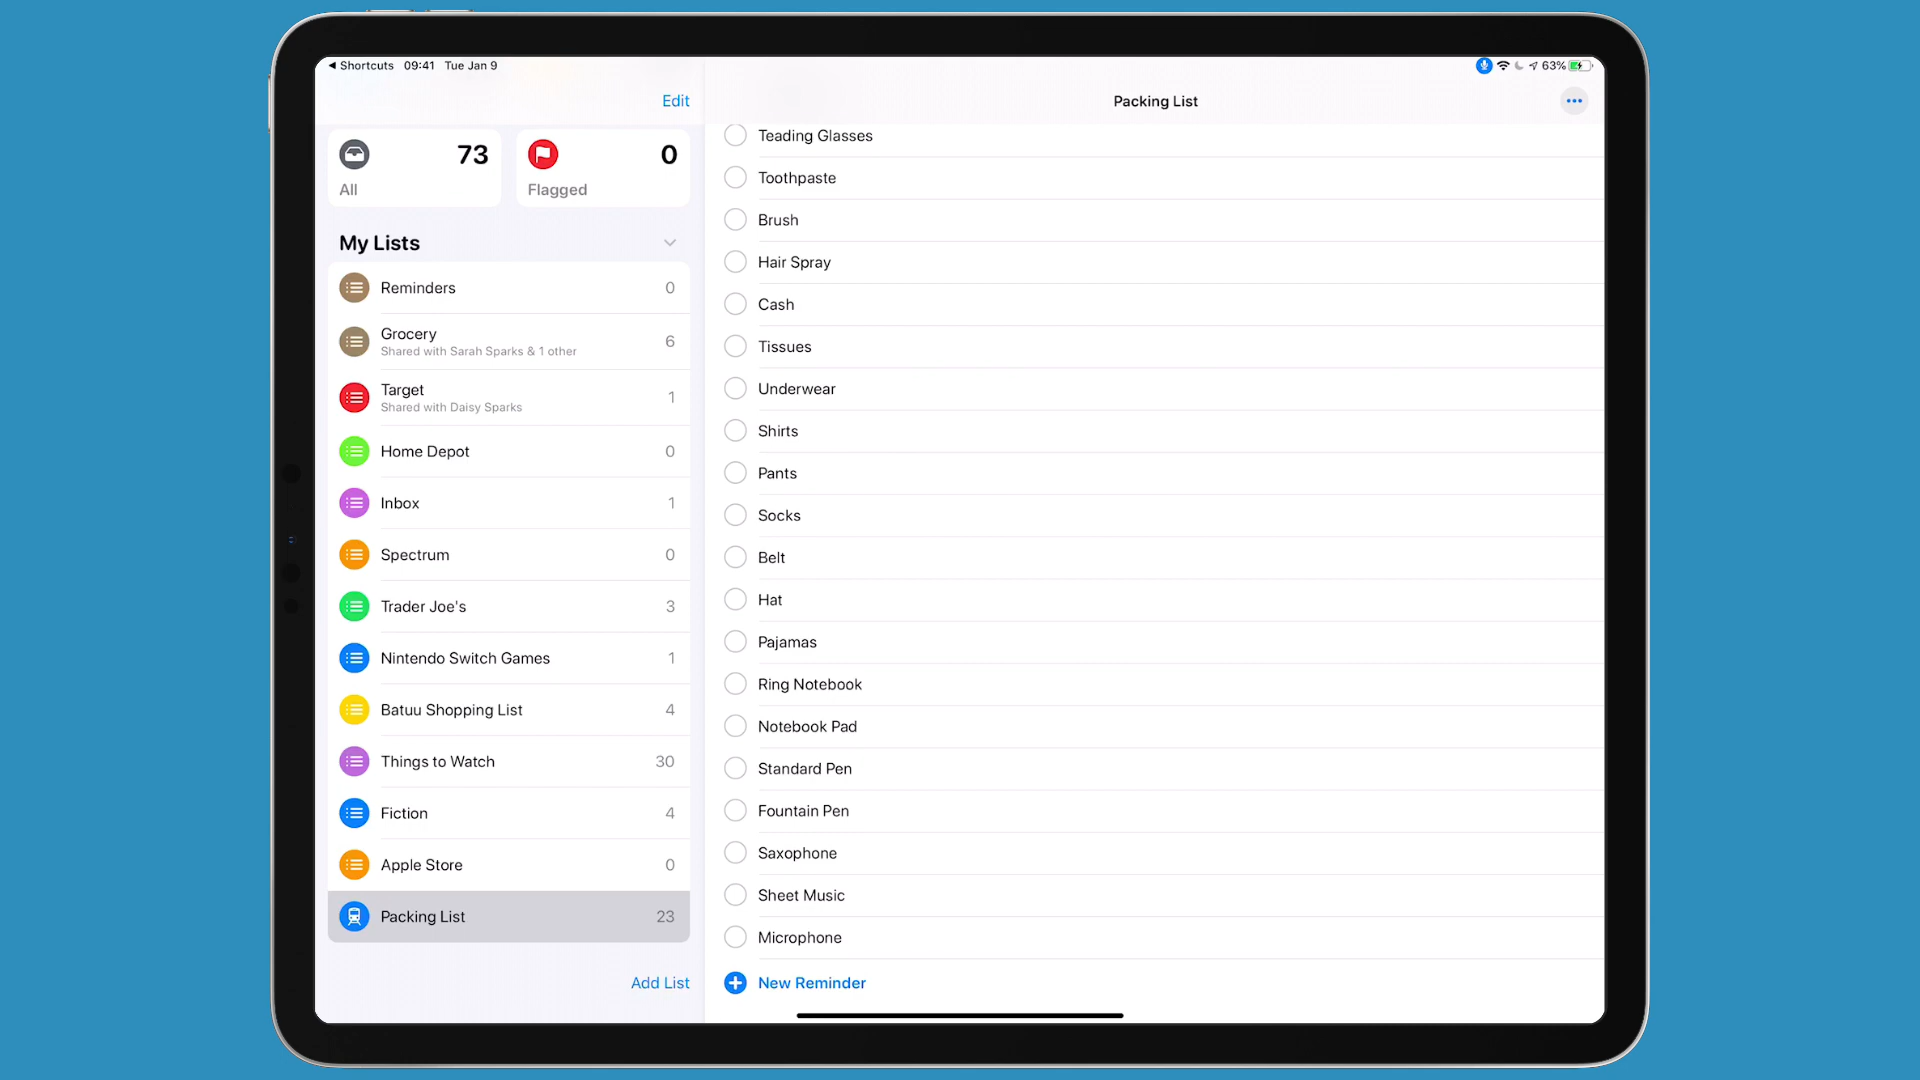 Shortcuts 09:41 Tue Jan 9
63%
Edit
Packing List
73
All
0
Flagged
My Lists
Reminders 0
Grocery 6
Shared with Sarah Sparks & 1 other
Target 1
Shared with Daisy Sparks
Home Depot 0
Inbox 1
Spectrum 0
Trader Joe's 3
Nintendo Switch Games 1
Batuu Shopping List 4
Things to Watch 30
Fiction 4
Apple Store 0
Packing List 23
Add List
Teading Glasses
Toothpaste
Brush
Hair Spray
Cash
Tissues
Underwear
Shirts
Pants
Socks
Belt
Hat
Pajamas
Ring Notebook
Notebook Pad
Standard Pen
Fountain Pen
Saxophone
Sheet Music
Microphone
New Reminder